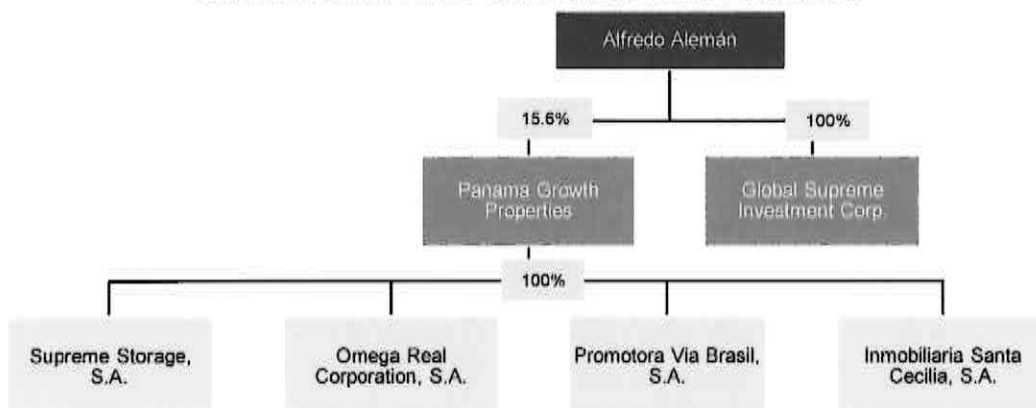 Alfredo Alemán
15.6%
100%
Panama Growth
Properties
Global Supreme
Investment Corp.
100%
Supreme Storage,
S.A.
Omega Real
Corporation, S.A.
Promotora Via Brasil,
S.A.
Inmobiliaria Santa
Cecilia, S.A.